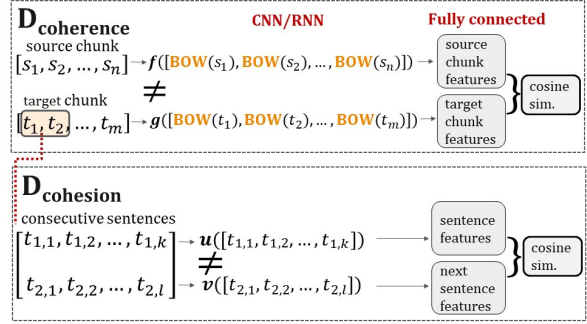 D_coherence CNN/RNN Fully connected
source chunk
[s_1, s_2, ..., s_n] → f([BOW(s_1), BOW(s_2), ..., BOW(s_n)]) → source chunk features
≠
cosine sim.
target chunk
[t_1, t_2, ..., t_m] → g([BOW(t_1), BOW(t_2), ..., BOW(t_m)]) → target chunk features
D_cohesion
consecutive sentences
[t_{1,1}, t_{1,2}, ..., t_{1,k} → u([t_{1,1}, t_{1,2}, ..., t_{1,k}]) → sentence features
≠
cosine sim.
t_{2,1}, t_{2,2}, ..., t_{2,l}] → v([t_{2,1}, t_{2,2}, ..., t_{2,l}]) → next sentence features